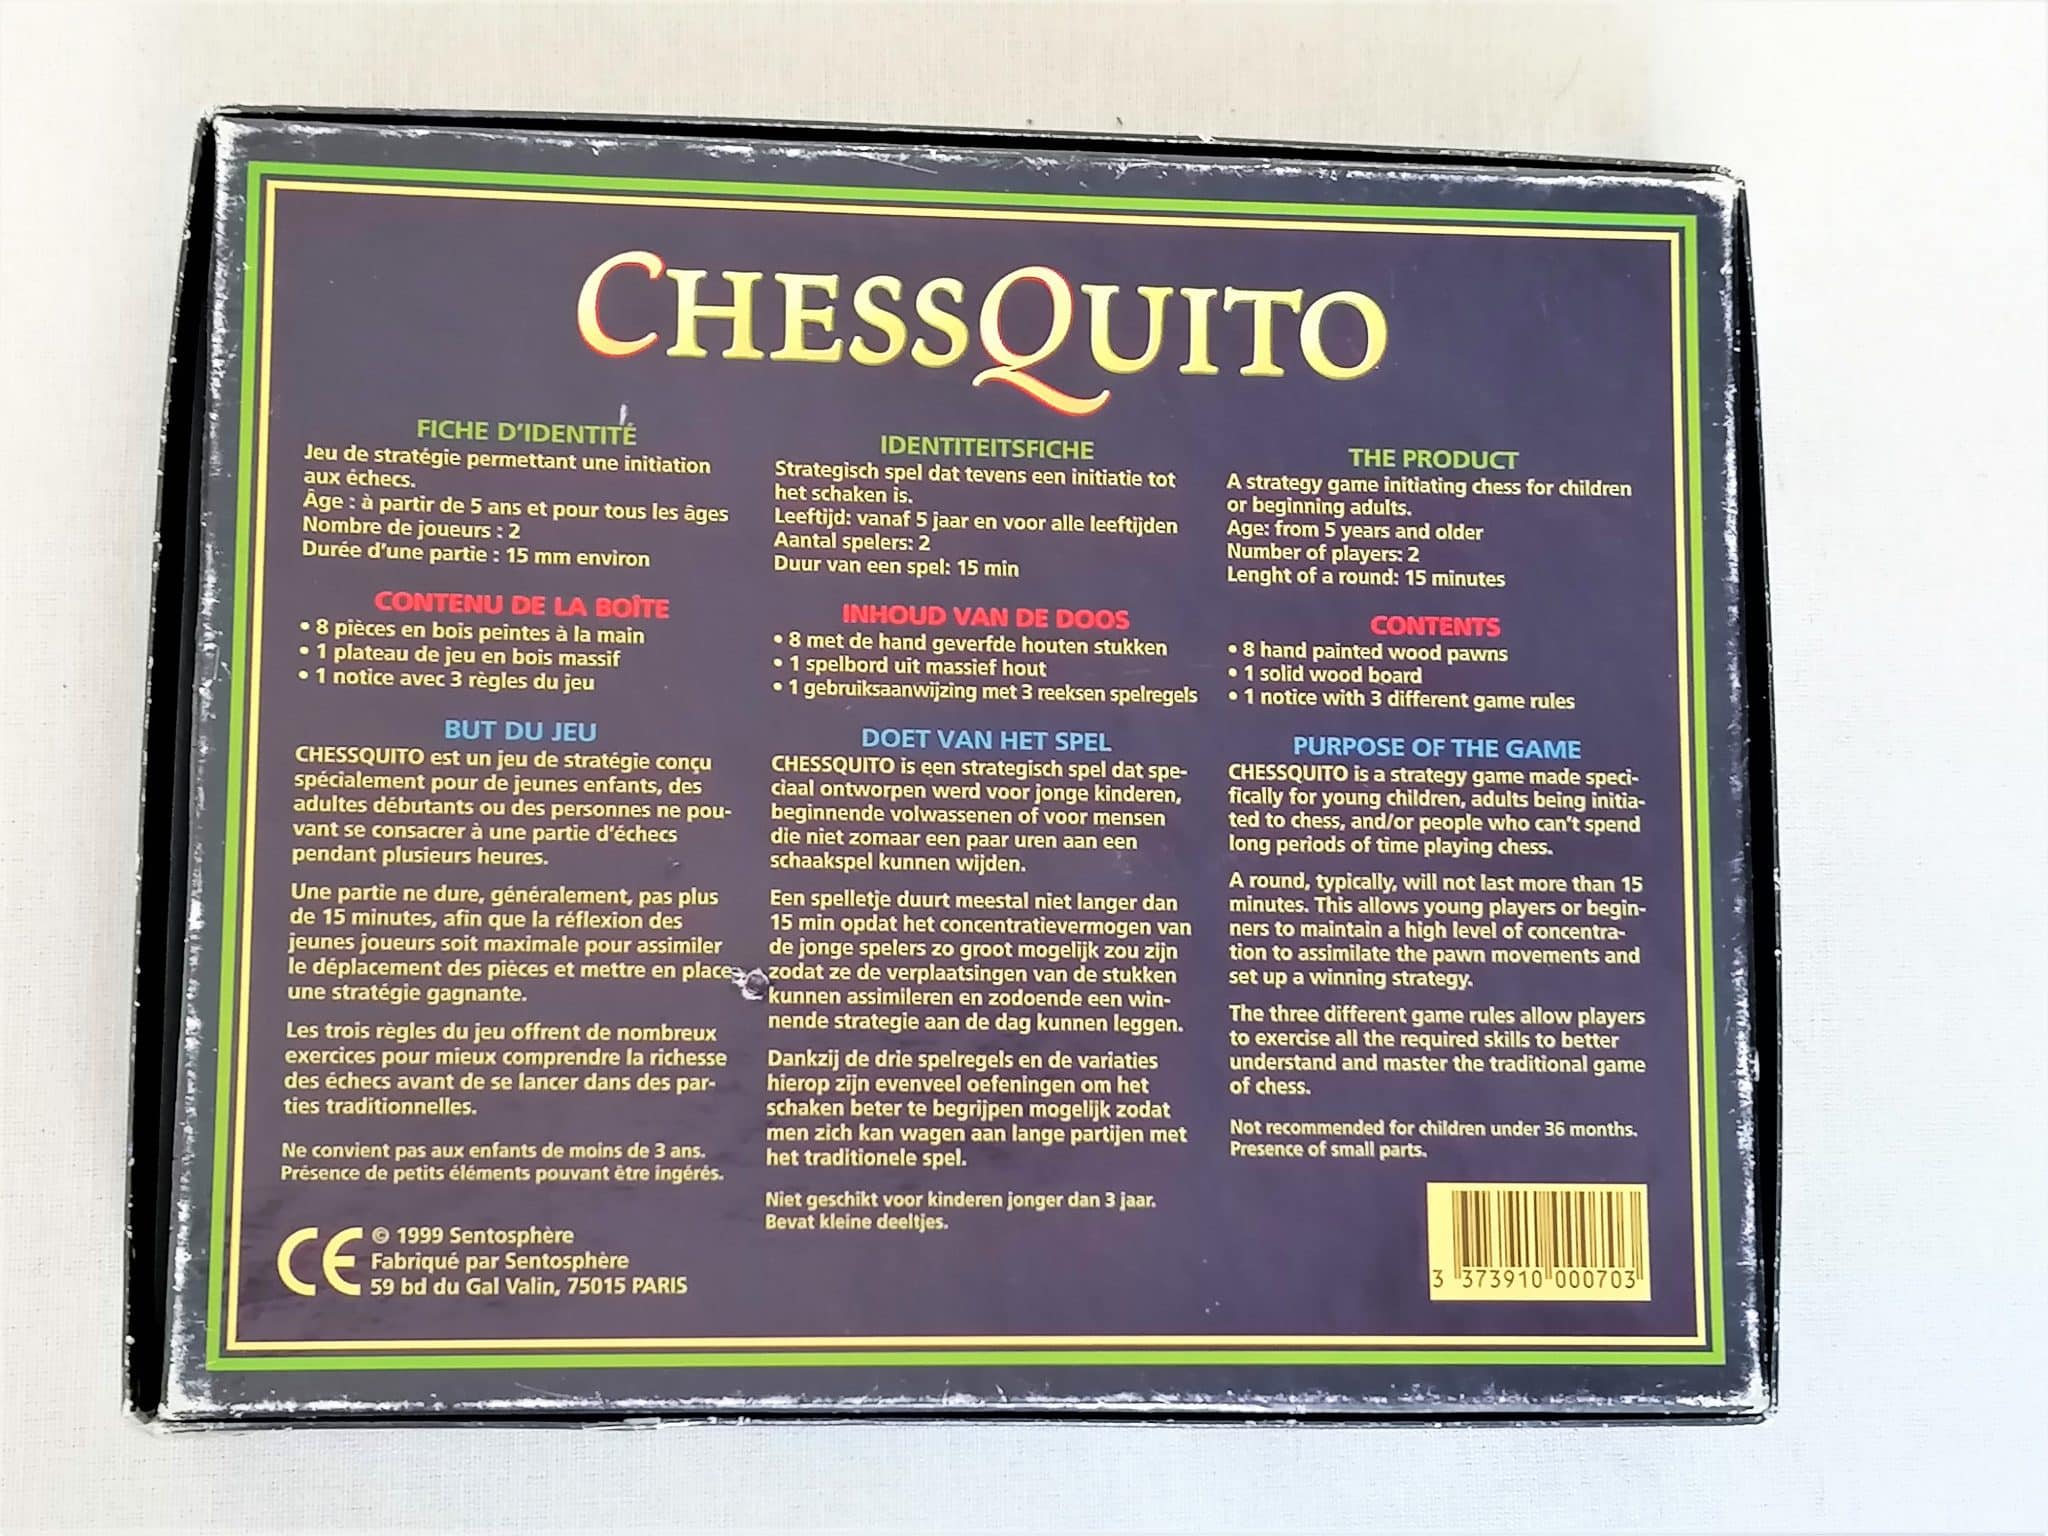 CHESSQUITO
FICHE D'IDENTITÉ
Jeu de stratégie permettant une initiation
aux échecs.
Âge : à partir de 5 ans et pour tous les âges
Nombre de joueurs : 2
Durée d'une partie : 15 mm environ
CONTENU DE LA BOÎTE
• 8 pièces en bois peintes à la main
• 1 plateau de jeu en bois massif
• 1 notice avec 3 règles du jeu
BUT DU JEU
CHESSQUITO est un jeu de stratégie conçu
spécialement pour de jeunes enfants, des
adultes débutants ou des personnes ne pou-
vant se consacrer à une partie d'échecs
pendant plusieurs heures.
Une partie ne dure, généralement, pas plus
de 15 minutes, afin que la réflexion des
jeunes joueurs soit maximale pour assimiler
le déplacement des pièces et mettre en place
une stratégie gagnante.
Les trois règles du jeu offrent de nombreux
exercices pour mieux comprendre la richesse
des échecs avant de se lancer dans des par-
ties traditionnelles.
Ne convient pas aux enfants de moins de 3 ans.
Présence de petits éléments pouvant être ingérés.
CE
© 1999 Sentosphère
Fabriqué par Sentosphère
59 bd du Gal Valin, 75015 PARIS
IDENTITEITSFICHE
Strategisch spel dat tevens een initiatie tot
het schaken is.
Leeftijd: vanaf 5 jaar en voor alle leeftijden
Aantal spelers: 2
Duur van een spel: 15 min
INHOUD VAN DE DOOS
• 8 met de hand geverfde houten stukken
• 1 spelbord uit massief hout
• 1 gebruiksaanwijzing met 3 reeksen spelregels
DOET VAN HET SPEL
CHESSQUITO is een strategisch spel dat spe-
ciaal ontworpen werd voor jonge kinderen,
beginnende volwassenen of voor mensen
die niet zomaar een paar uren aan een
schaakspel kunnen wijden.
Een spelletje duurt meestal niet langer dan
15 min opdat het concentratievermogen van
de jonge spelers zo groot mogelijk zou zijn
zodat ze de verplaatsingen van de stukken
kunnen assimileren en zodoende een win-
nende strategie aan de dag kunnen leggen.
Dankzij de drie spelregels en de variaties
hierop zijn evenveel oefeningen om het
schaken beter te begrijpen mogelijk zodat
men zich kan wagen aan lange partijen met
het traditionele spel.
Niet geschikt voor kinderen jonger dan 3 jaar.
Bevat kleine deeltjes.
THE PRODUCT
A strategy game initiating chess for children
or beginning adults.
Age: from 5 years and older
Number of players: 2
Lenght of a round: 15 minutes
CONTENTS
• 8 hand painted wood pawns
• 1 solid wood board
• 1 notice with 3 different game rules
PURPOSE OF THE GAME
CHESSQUITO is a strategy game made speci-
fically for young children, adults being initia-
ted to chess, and/or people who can't spend
long periods of time playing chess.
A round, typically, will not last more than 15
minutes. This allows young players or begin-
ners to maintain a high level of concentra-
tion to assimilate the pawn movements and
set up a winning strategy.
The three different game rules allow players
to exercise all the required skills to better
understand and master the traditional game
of chess.
Not recommended for children under 36 months.
Presence of small parts.
3 373910 000703